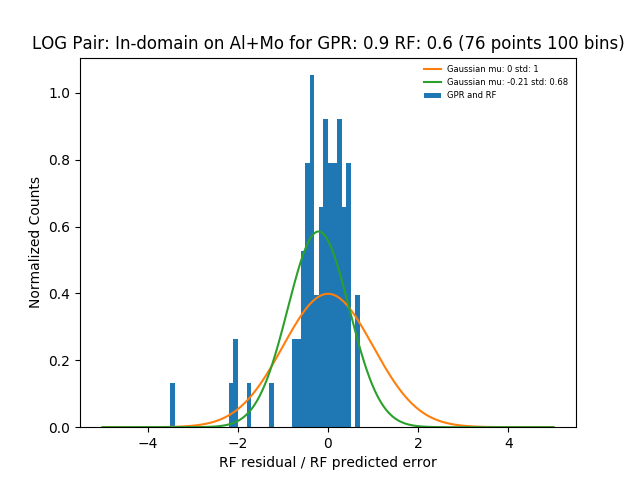 LOG Pair: In-domain on Al+Mo for GPR: 0.9 RF: 0.6 (76 points 100 bins)
Gaussian mu: 0 std: 1
Gaussian mu: -0.21 std: 0.68
GPR and RF
Normalized Counts
1.0
0.8
0.6
0.4
0.2
0.0
−4
−2
0
2
4
RF residual / RF predicted error